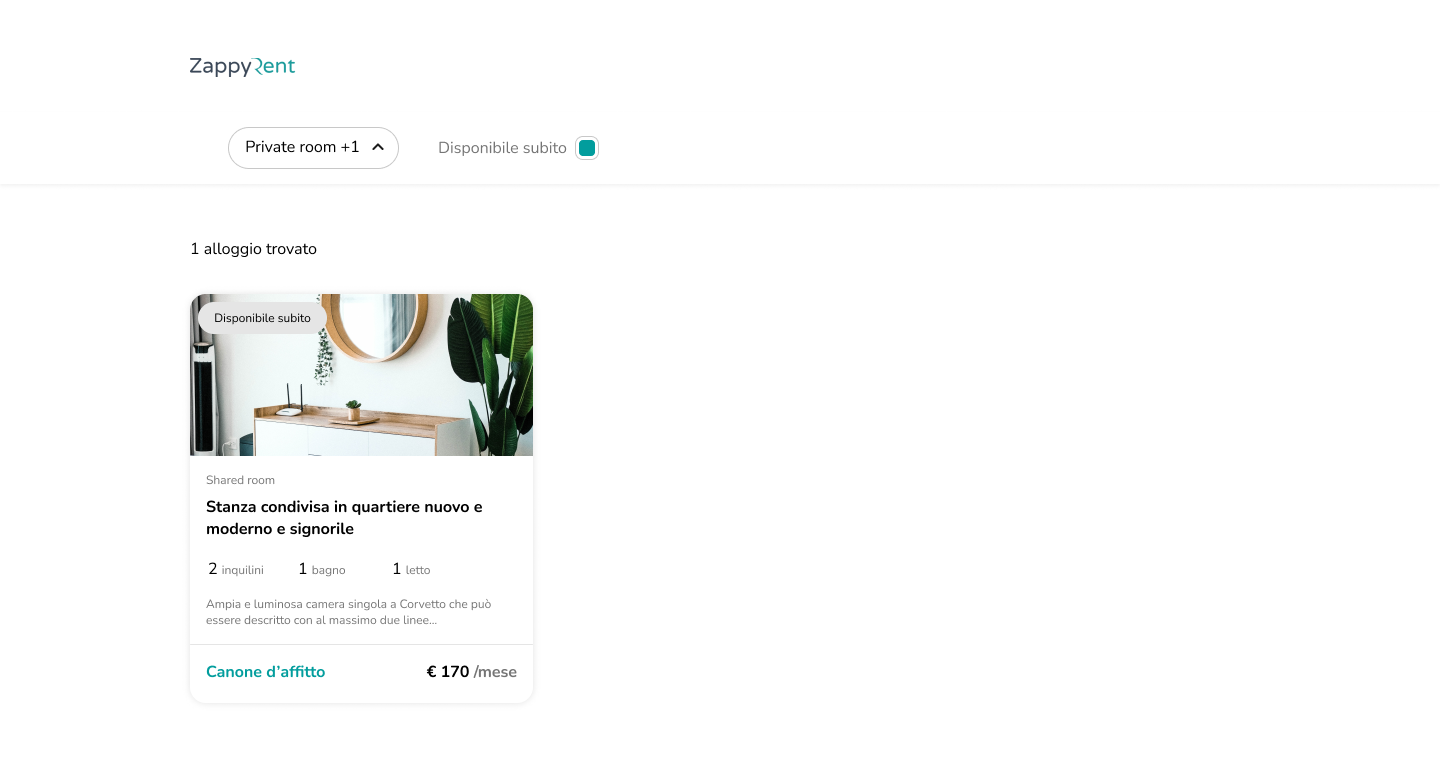 ZappyRent
Private room +1
Disponibile subito
1 alloggio trovato
Disponibile subito
Shared room
Stanza condivisa in quartiere nuovo e
moderno e signorile
2 inquilini 1 bagno 1 letto
Ampia e luminosa camera singola a Corvetto che può
essere descritto con al massimo due linee...
Canone d’affitto € 170 /mese